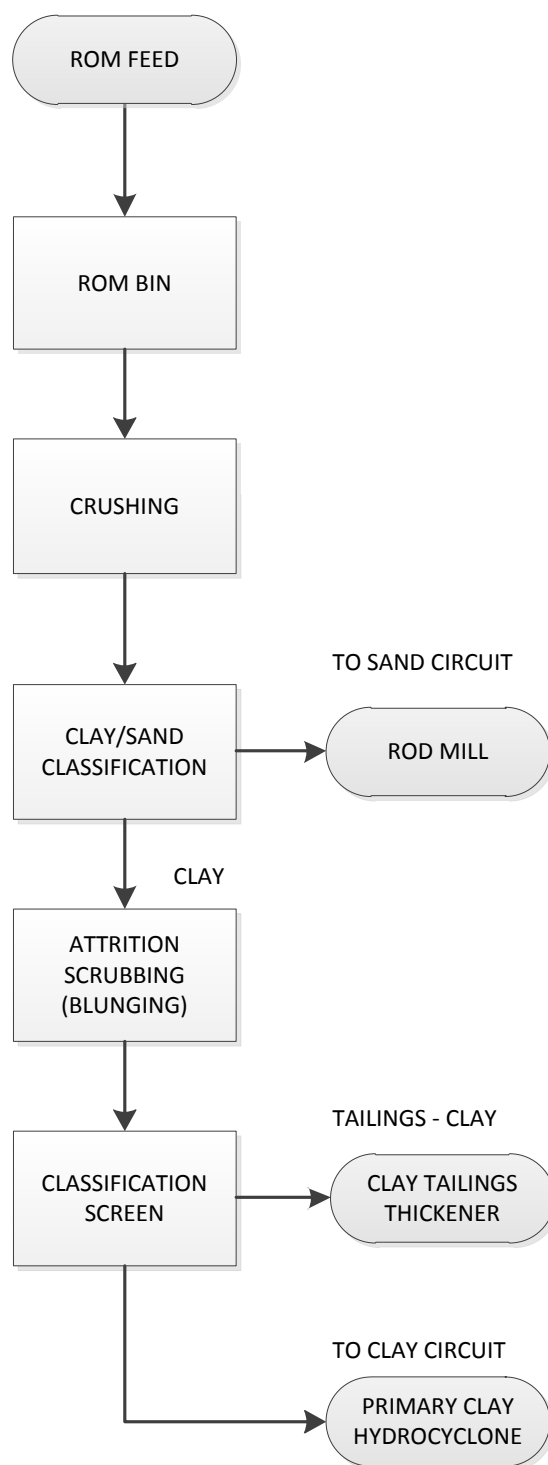 ROM FEED
ROM BIN
CRUSHING
TO SAND CIRCUIT
CLAY/SAND
CLASSIFICATION
ROD MILL
CLAY
ATTRITION
SCRUBBING
(BLUNGING)
TAILINGS - CLAY
CLASSIFICATION
SCREEN
CLAY TAILINGS
THICKENER
TO CLAY CIRCUIT
PRIMARY CLAY
HYDROCYCLONE